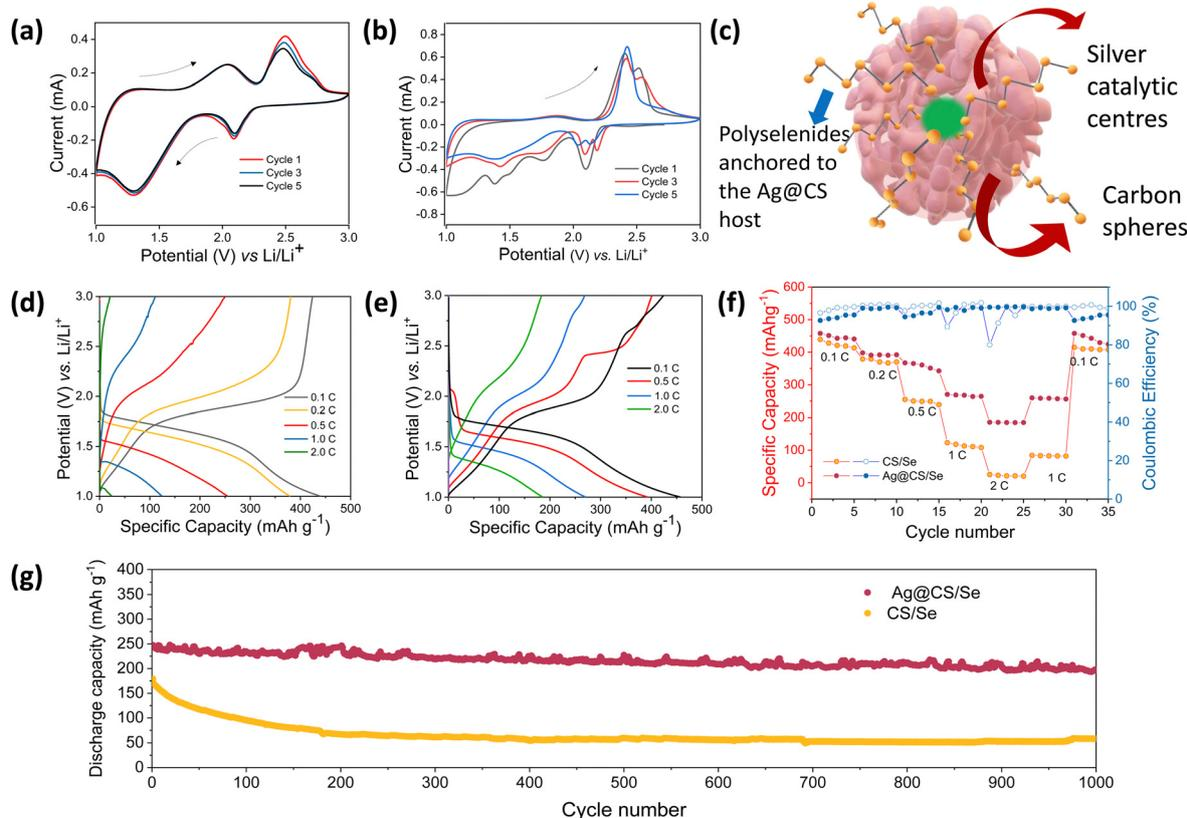 (a)
0.4
0.2
0.0
-0.2
-0.4
-0.6
Current (mA)
Cycle 1
Cycle 3
Cycle 5
1.0
1.5
2.0
2.5
3.0
Potential (V) vs Li/Li+
(b)
0.8
0.6
0.4
0.2
0.0
-0.2
-0.4
-0.6
-0.8
Current (mA)
Cycle 1
Cycle 3
Cycle 5
1.0
1.5
2.0
2.5
3.0
Potential (V) vs. Li/Li+
(c)
Silver
catalytic
centres
Polyselenides
anchored to
the Ag@CS
host
Carbon
spheres
(d)
3.0
2.5
2.0
1.5
1.0
Potential (V) vs. Li/Li+
0.1 C
0.2 C
0.5 C
1.0 C
2.0 C
0
100
200
300
400
500
Specific Capacity (mAh g-1)
(e)
3.0
2.5
2.0
1.5
1.0
Potential (V) vs. Li/Li+
0.1 C
0.5 C
1.0 C
2.0 C
0
100
200
300
400
500
Specific Capacity (mAh g-1)
(f)
600
500
400
300
200
100
0
Specific Capacity (mAhg-1)
0.1 C
0.2 C
0.5 C
1 C
2 C
1 C
0.1 C
CS/Se
Ag@CS/Se
100
80
60
40
20
0
Coulombic Efficiency (%)
0
5
10
15
20
25
30
35
Cycle number
(g)
400
350
300
250
200
150
100
50
0
Discharge capacity (mAh g-1)
Ag@CS/Se
CS/Se
0
100
200
300
400
500
600
700
800
900
1000
Cycle number